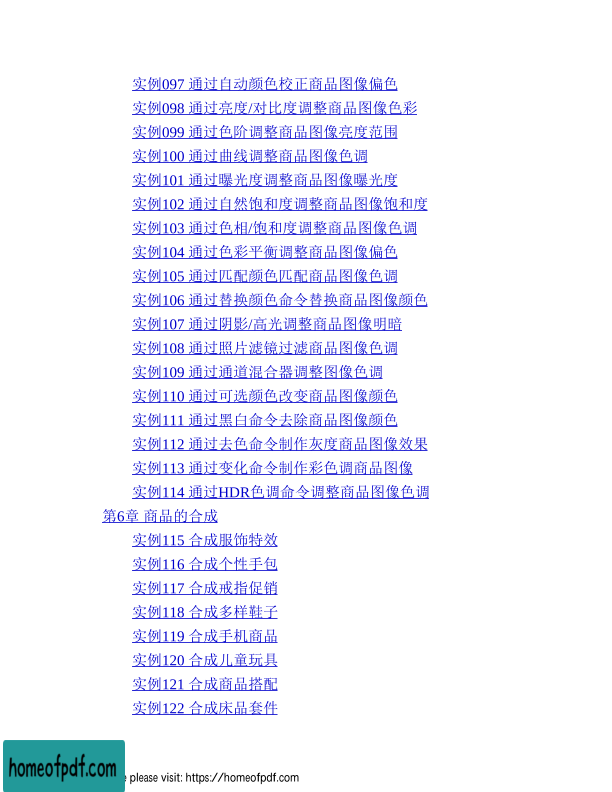 实例097 通过自动颜色校正商品图像偏色
实例098 通过亮度/对比度调整商品图像色彩
实例099 通过色阶调整商品图像亮度范围
实例100 通过曲线调整商品图像色调
实例101 通过曝光度调整商品图像曝光度
实例102 通过自然饱和度调整商品图像饱和度
实例103 通过色相/饱和度调整商品图像色调
实例104 通过色彩平衡调整商品图像偏色
实例105 通过匹配颜色匹配商品图像色调
实例106 通过替换颜色命令替换商品图像颜色
实例107 通过阴影/高光调整商品图像明暗
实例108 通过照片滤镜过滤商品图像色调
实例109 通过通道混合器调整图像色调
实例110 通过可选颜色改变商品图像颜色
实例111 通过黑白命令去除商品图像颜色
实例112 通过去色命令制作灰度商品图像效果
实例113 通过变化命令制作彩色调商品图像
实例114 通过HDR色调命令调整商品图像色调
第6章 商品的合成
实例115 合成服饰特效
实例116 合成个性手包
实例117 合成戒指促销
实例118 合成多样鞋子
实例119 合成手机商品
实例120 合成儿童玩具
实例121 合成商品搭配
实例122 合成床品套件
homeofpdf.com
please visit: https://homeofpdf.com